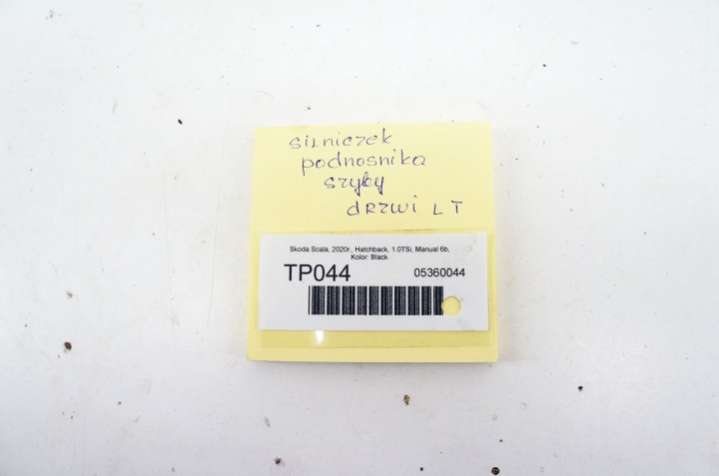 silniczek
podnosnika
szyby
drzwi LT
Skoda Scala, 2020r., Hatchback, 1.0TSi, Manual 6b,
Kolor: Black
TP044 05360044